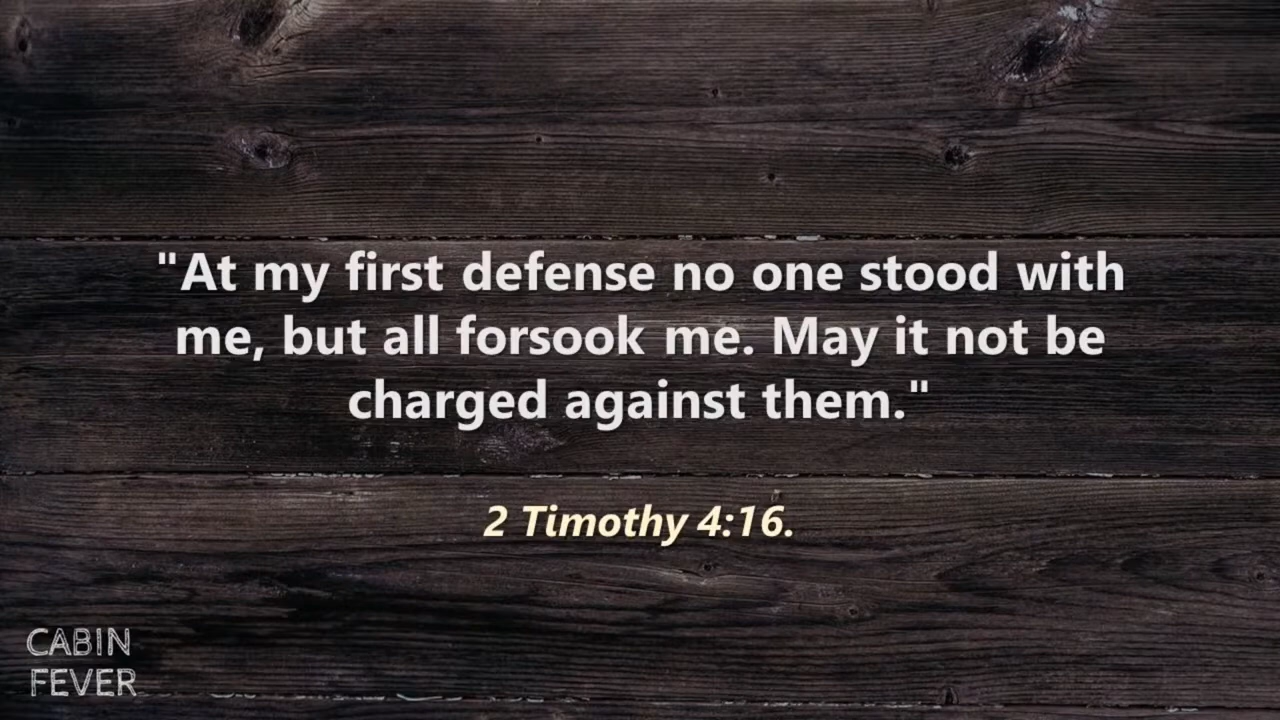 "At my first defense no one stood with
me, but all forsook me. May it not be
charged against them."
2 Timothy 4:16.
CABIN
FEVER